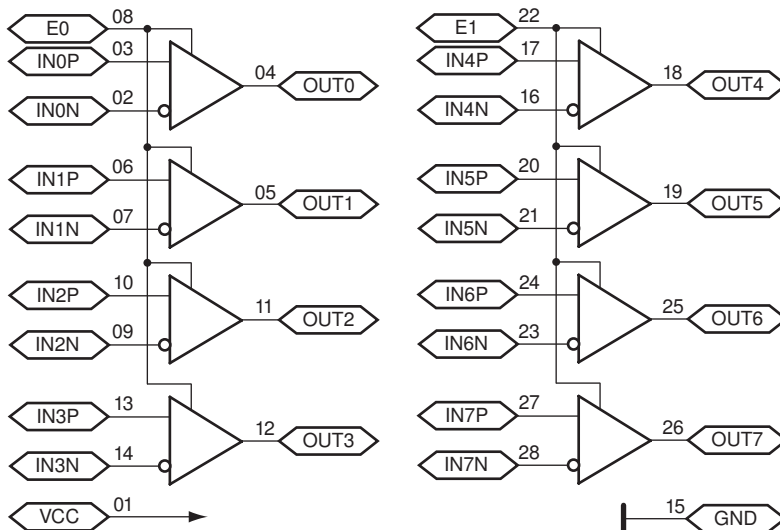 E0 08
IN0P 03
04 OUT0
IN0N 02
IN1P 06
05 OUT1
IN1N 07
IN2P 10
11 OUT2
IN2N 09
IN3P 13
12 OUT3
IN3N 14
VCC 01
E1 22
IN4P 17
18 OUT4
IN4N 16
IN5P 20
19 OUT5
IN5N 21
IN6P 24
25 OUT6
IN6N 23
IN7P 27
26 OUT7
IN7N 28
15 GND